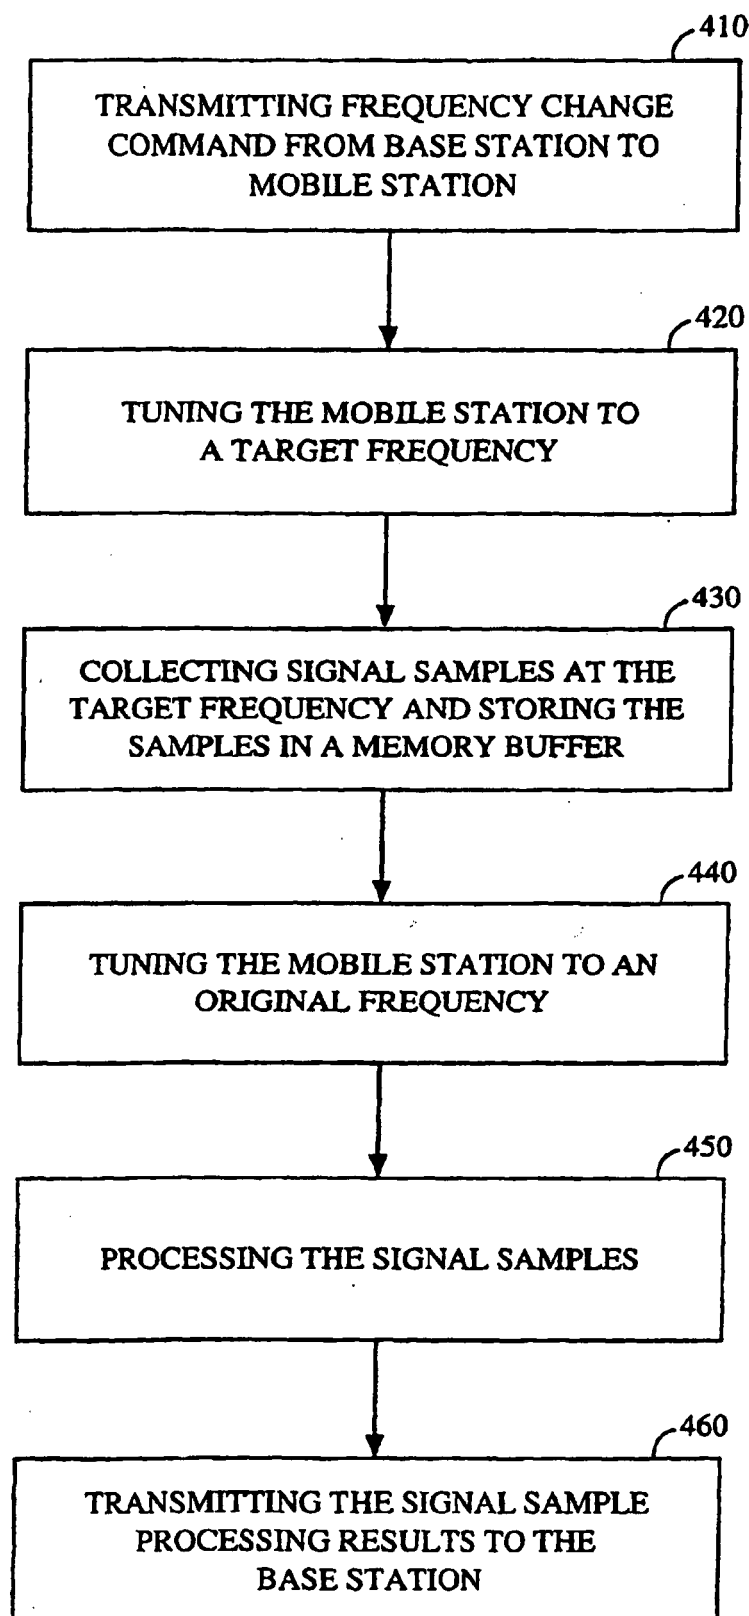 410
TRANSMITTING FREQUENCY CHANGE
COMMAND FROM BASE STATION TO
MOBILE STATION
420
TUNING THE MOBILE STATION TO
A TARGET FREQUENCY
430
COLLECTING SIGNAL SAMPLES AT THE
TARGET FREQUENCY AND STORING THE
SAMPLES IN A MEMORY BUFFER
440
TUNING THE MOBILE STATION TO AN
ORIGINAL FREQUENCY
450
PROCESSING THE SIGNAL SAMPLES
460
TRANSMITTING THE SIGNAL SAMPLE
PROCESSING RESULTS TO THE
BASE STATION